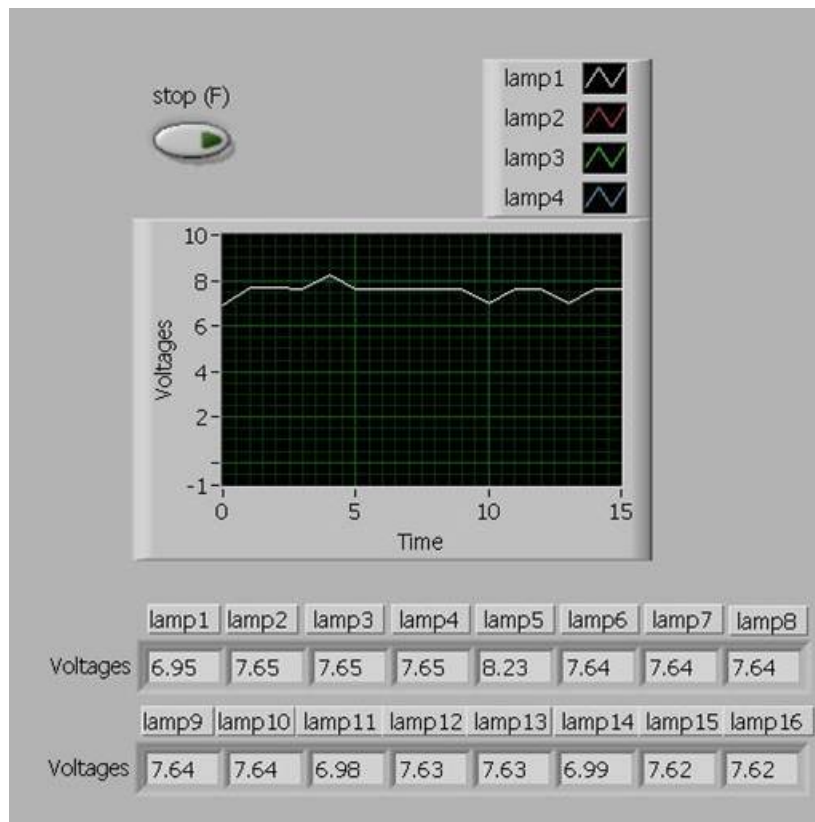 stop (F)
lamp1
lamp2
lamp3
lamp4
10
8
6
4
2
-1
Voltages
0 5 10 15
Time
lamp1 lamp2 lamp3 lamp4 lamp5 lamp6 lamp7 lamp8
Voltages 6.95 7.65 7.65 7.65 8.23 7.64 7.64 7.64
lamp9 lamp10 lamp11 lamp12 lamp13 lamp14 lamp15 lamp16
Voltages 7.64 7.64 6.98 7.63 7.63 6.99 7.62 7.62